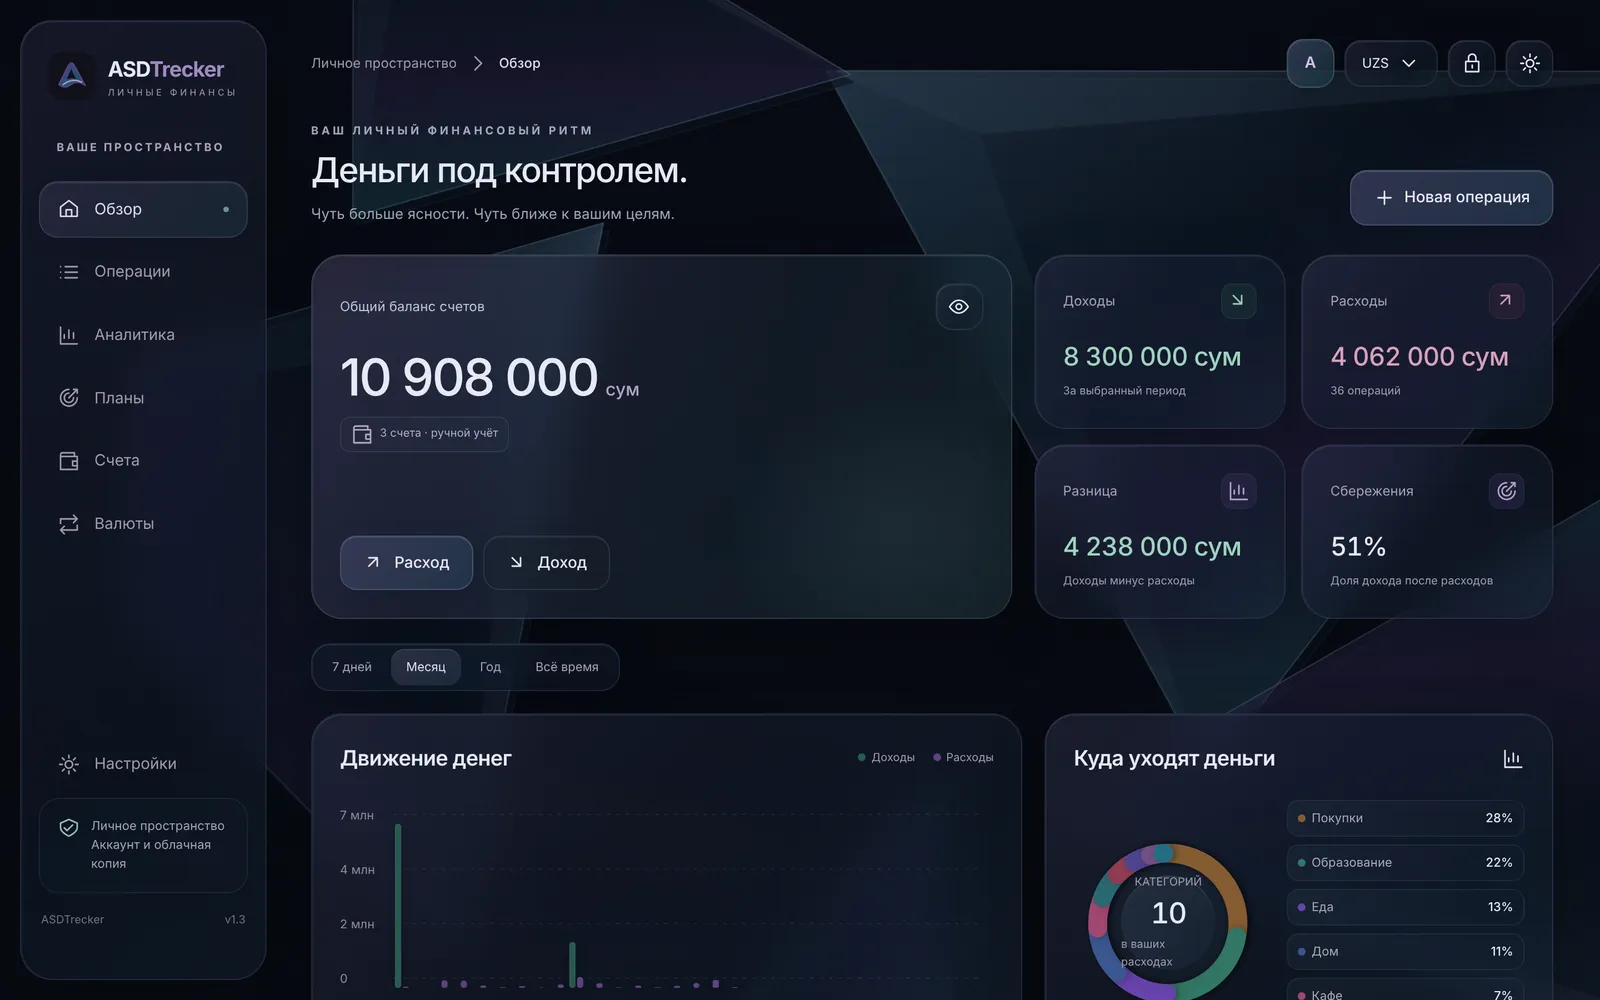 ASDTrecker
ЛИЧНЫЕ ФИНАНСЫ
ВАШЕ ПРОСТРАНСТВО
Обзор
Операции
Аналитика
Планы
Счета
Валюты
Настройки
Личное пространство
Аккаунт и облачная
копия
ASDTrecker
v1.3
Личное пространство
Обзор
A
UZS
ВАШ ЛИЧНЫЙ ФИНАНСОВЫЙ РИТМ
Деньги под контролем.
Чуть больше ясности. Чуть ближе к вашим целям.
Новая операция
Общий баланс счетов
10 908 000 сум
3 счета · ручной учёт
Расход
Доход
Доходы
8 300 000 сум
За выбранный период
Расходы
4 062 000 сум
36 операций
Разница
4 238 000 сум
Доходы минус расходы
Сбережения
51%
Доля дохода после расходов
7 дней
Месяц
Год
Всё время
Движение денег
Доходы
Расходы
7 млн
4 млн
2 млн
0
Куда уходят деньги
КАТЕГОРИЙ
10
в ваших
расходах
Покупки 28%
Образование 22%
Еда 13%
Дом 11%
Кафе 7%